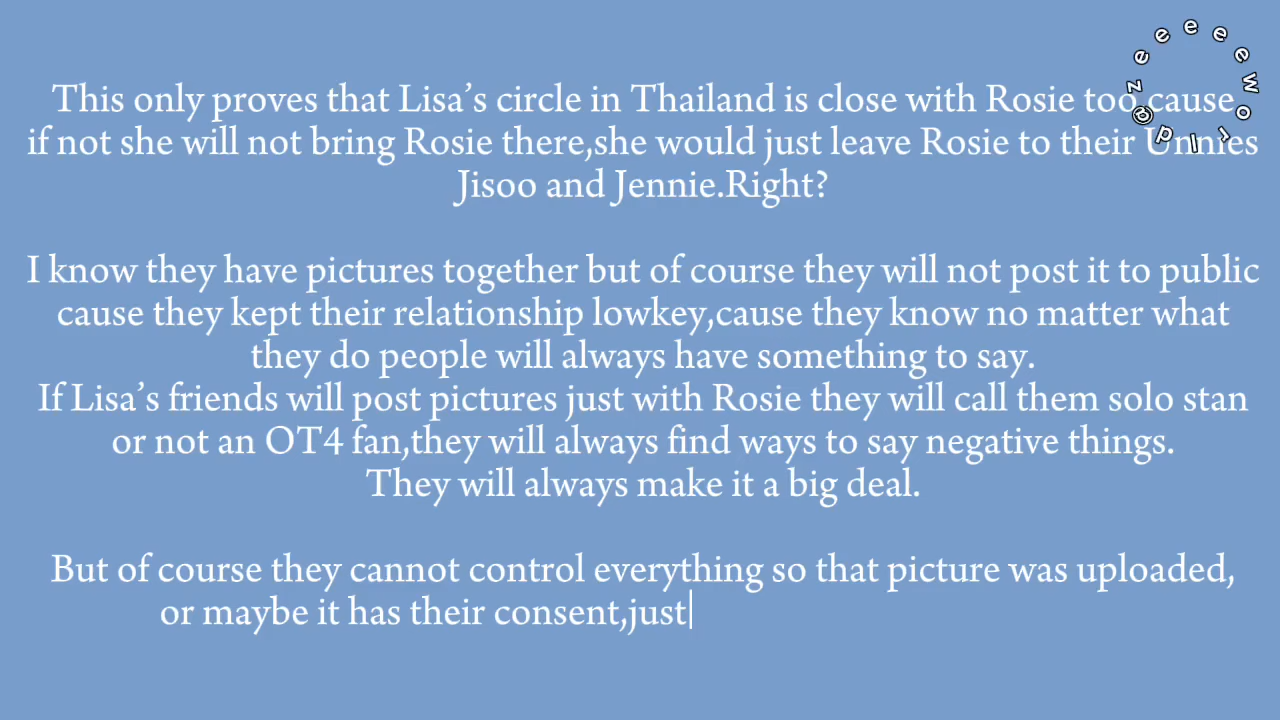 This only proves that Lisa's circle in Thailand is close with Rosie too cause
if not she will not bring Rosie there,she would just leave Rosie to their Unnies
Jisoo and Jennie.Right?
I know they have pictures together but of course they will not post it to public
cause they kept their relationship lowkey,cause they know no matter what
they do people will always have something to say.
If Lisa's friends will post pictures just with Rosie they will call them solo stan
or not an OT4 fan,they will always find ways to say negative things.
They will always make it a big deal.
But of course they cannot control everything so that picture was uploaded,
or maybe it has their consent,just
@zeeeeeworldp